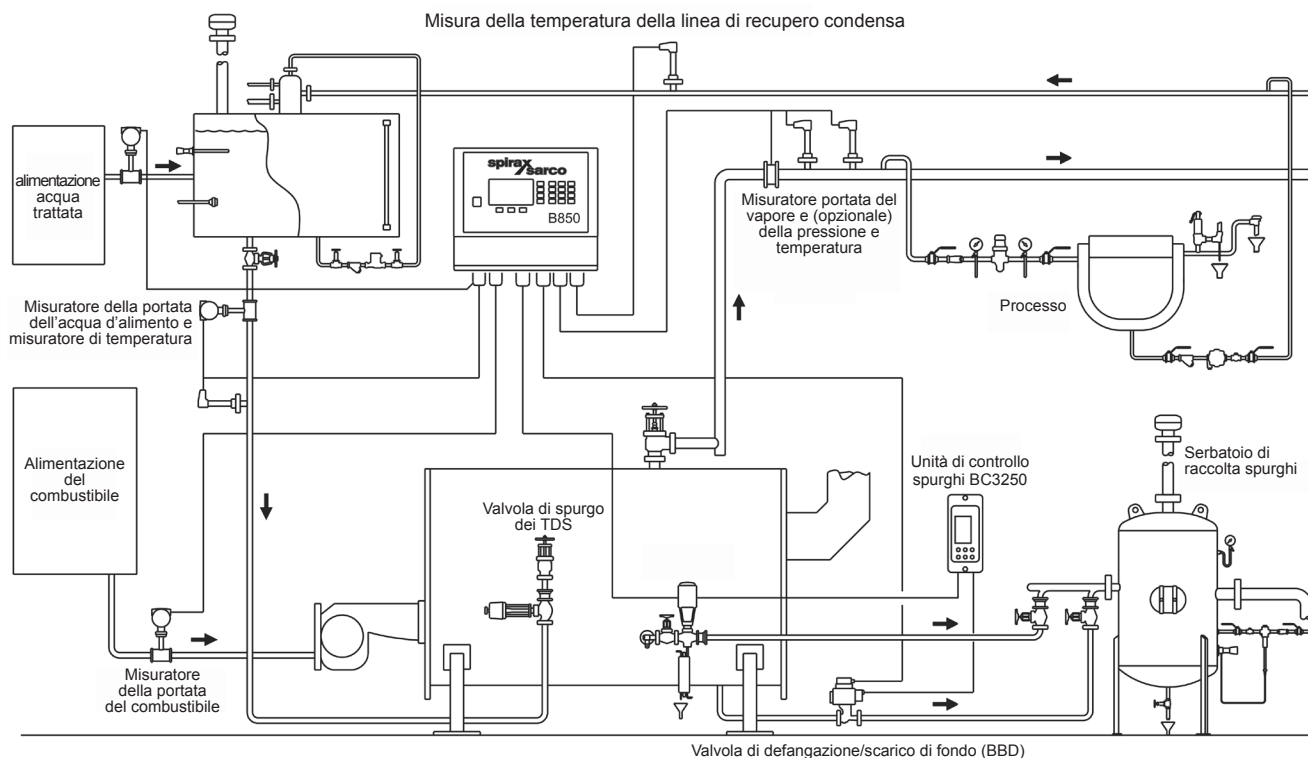 Misura della temperatura della linea di recupero condensa
alimentazione
acqua
trattata
spirax
sarco
B850
Misuratore portata del
vapore e (opzionale)
della pressione e
temperatura
Processo
Misuratore della portata
dell'acqua d'alimento e
misuratore di temperatura
Alimentazione
del
combustibile
Valvola di spurgo
dei TDS
Unità di controllo
spurghi BC3250
Serbatoio di
raccolta spurghi
Misuratore
della portata
del combustibile
Valvola di defangazione/scarico di fondo (BBD)